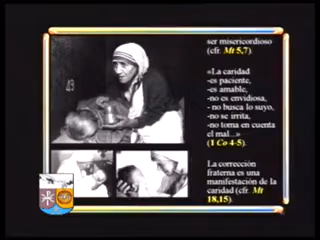 ser misericordioso
(cfr. Mt 5,7).
«La caridad
-es paciente,
-es amable,
-no es envidiosa,
- no busca lo suyo,
-no se irrita,
-no toma en cuenta
el mal...»
(1 Co 4-5).
La corrección
fraterna es una
manifestación de la
caridad (cfr. Mt
18,15).